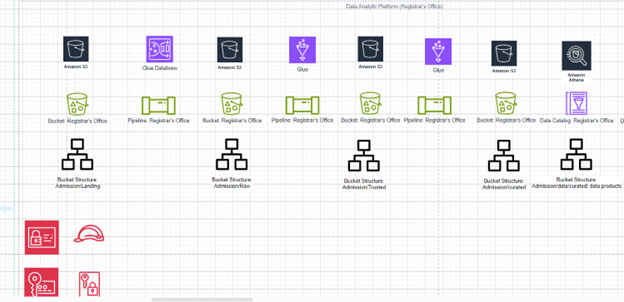 Data Analytic Platform (Registrar's Office)
Amazon S3
Glue Databrew
Amazon S3
Glue
Amazon S3
Glue
Amazon S3
Amazon
Athena
Bucket: Registrar's Office
Pipeline: Registrar's Office
Bucket: Registrar's Office
Pipeline: Registrar's Office
Bucket: Registrar's Office
Pipeline: Registrar's Office
Bucket: Registrar's Office
Data Catalog: Registrar's Office
Bucket Structure:
Admission/Landing
Bucket Structure:
Admission/Raw
Bucket Structure:
Admission/Trusted
Bucket Structure:
Admission/curated
Bucket Structure:
Admission/data/curated/ data products